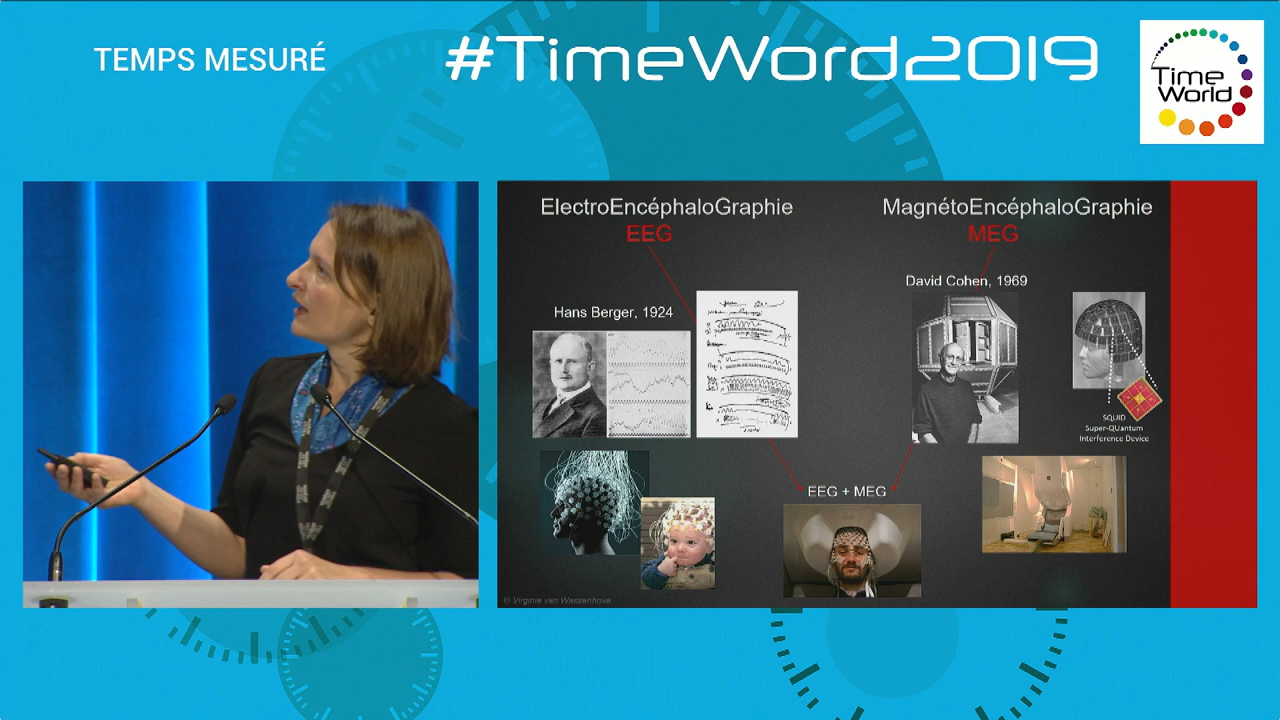 TEMPS MESURÉ
#TimeWord2019
Time
World
ElectroEncéphaloGraphie
EEG
MagnétoEncéphaloGraphie
MEG
Hans Berger, 1924
David Cohen, 1969
SQUID
Super-QUantum
Interference Device
EEG + MEG
© Virginie van Wassenhove